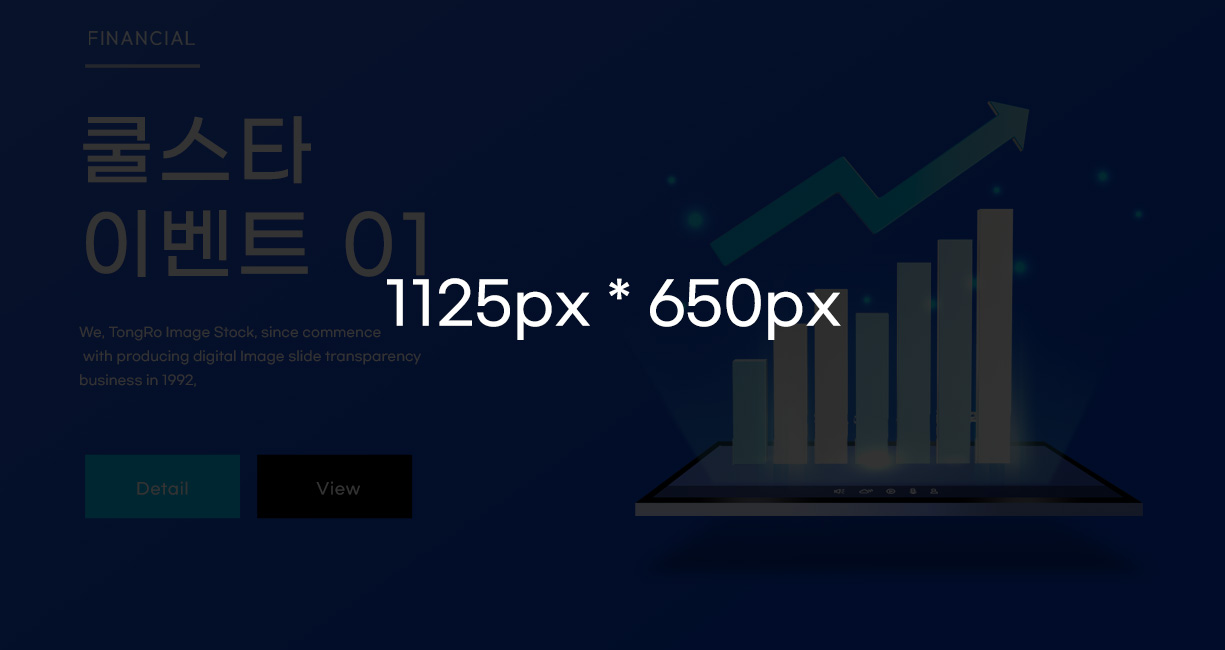 FINANCIAL
쿨스타
이벤트 01
1125px * 650px
We, TongRo Image Stock, since commence
with producing digital Image slide transparency
business in 1992,
Detail
View